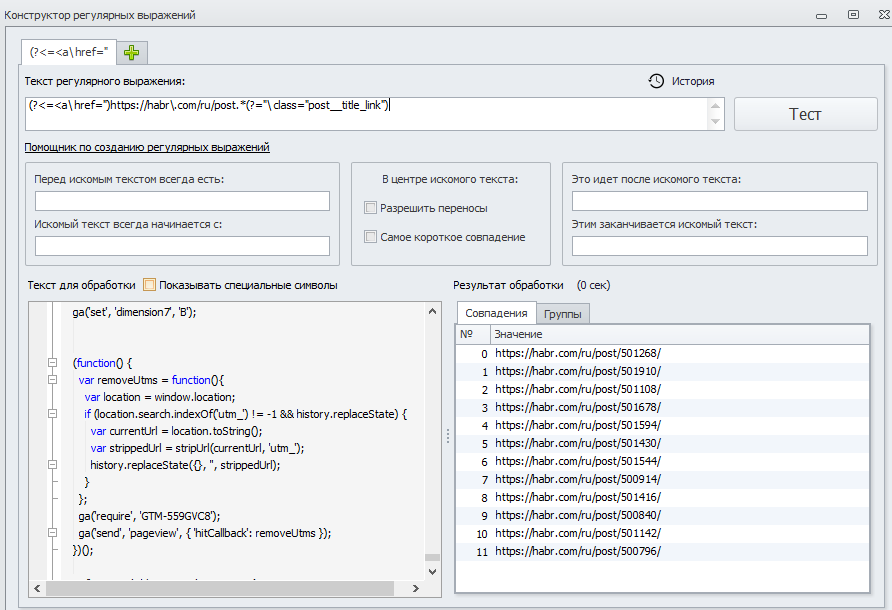 Конструктор регулярных выражений
(?<=<a\ href="
Текст регулярного выражения:
История
(?<=<a\ href=")https://habr\.com/ru/post.*(?="\ class="post__title_link")
Тест
Помощник по созданию регулярных выражений
Перед искомым текстом всегда есть:
Искомый текст всегда начинается с:
В центре искомого текста:
Разрешить переносы
Самое короткое совпадение
Это идет после искомого текста:
Этим заканчивается искомый текст:
Текст для обработки
Показывать специальные символы
ga('set', 'dimension7', 'B');
(function() {
var removeUtms = function(){
var location = window.location;
if (location.search.indexOf('utm_') != -1 && history.replaceState) {
var currentUrl = location.toString();
var strippedUrl = stripUrl(currentUrl, 'utm_');
history.replaceState({}, '', strippedUrl);
}
};
ga('require', 'GTM-559GVC8');
ga('send', 'pageview', { 'hitCallback': removeUtms });
})();
Результат обработки (0 сек)
Совпадения Группы
№ Значение
0 https://habr.com/ru/post/501268/
1 https://habr.com/ru/post/501910/
2 https://habr.com/ru/post/501108/
3 https://habr.com/ru/post/501678/
4 https://habr.com/ru/post/501594/
5 https://habr.com/ru/post/501430/
6 https://habr.com/ru/post/501544/
7 https://habr.com/ru/post/500914/
8 https://habr.com/ru/post/501416/
9 https://habr.com/ru/post/500840/
10 https://habr.com/ru/post/501142/
11 https://habr.com/ru/post/500796/